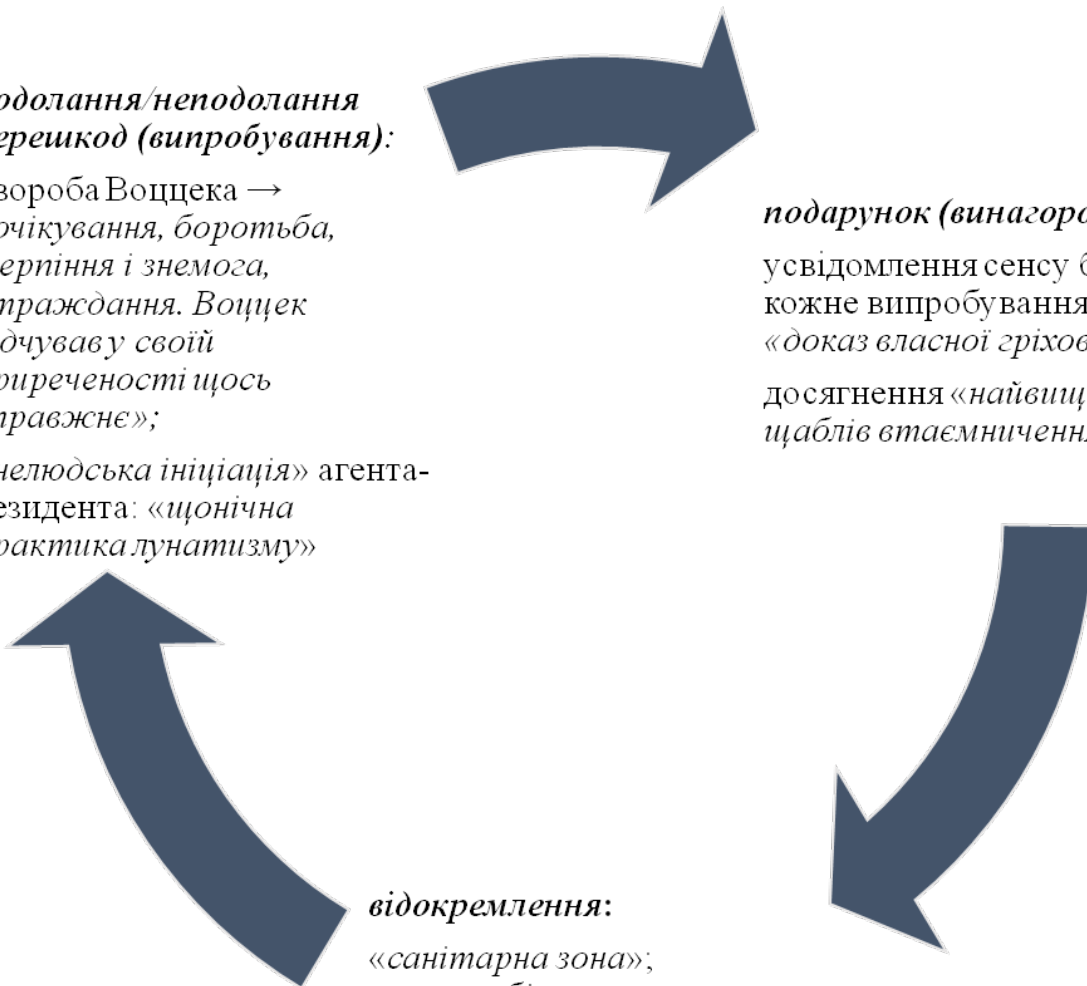 одолання/неподолання
ерешкод (випробування):
вороба Воццека →
очікування, боротьба,
ерпіння і знемога,
траждання. Воццек
дчував у своїй
риреченості щось
правжнє»;
нелюдська ініціація» агента-
езидента: «щонічна
рактика лунатизму»
подарунок (винагоро
усвідомлення сенсу б
кожне випробування
«доказ власної гріхов
досягнення «найвищ
щаблів втаємниченн
відокремлення:
«санітарна зона»;